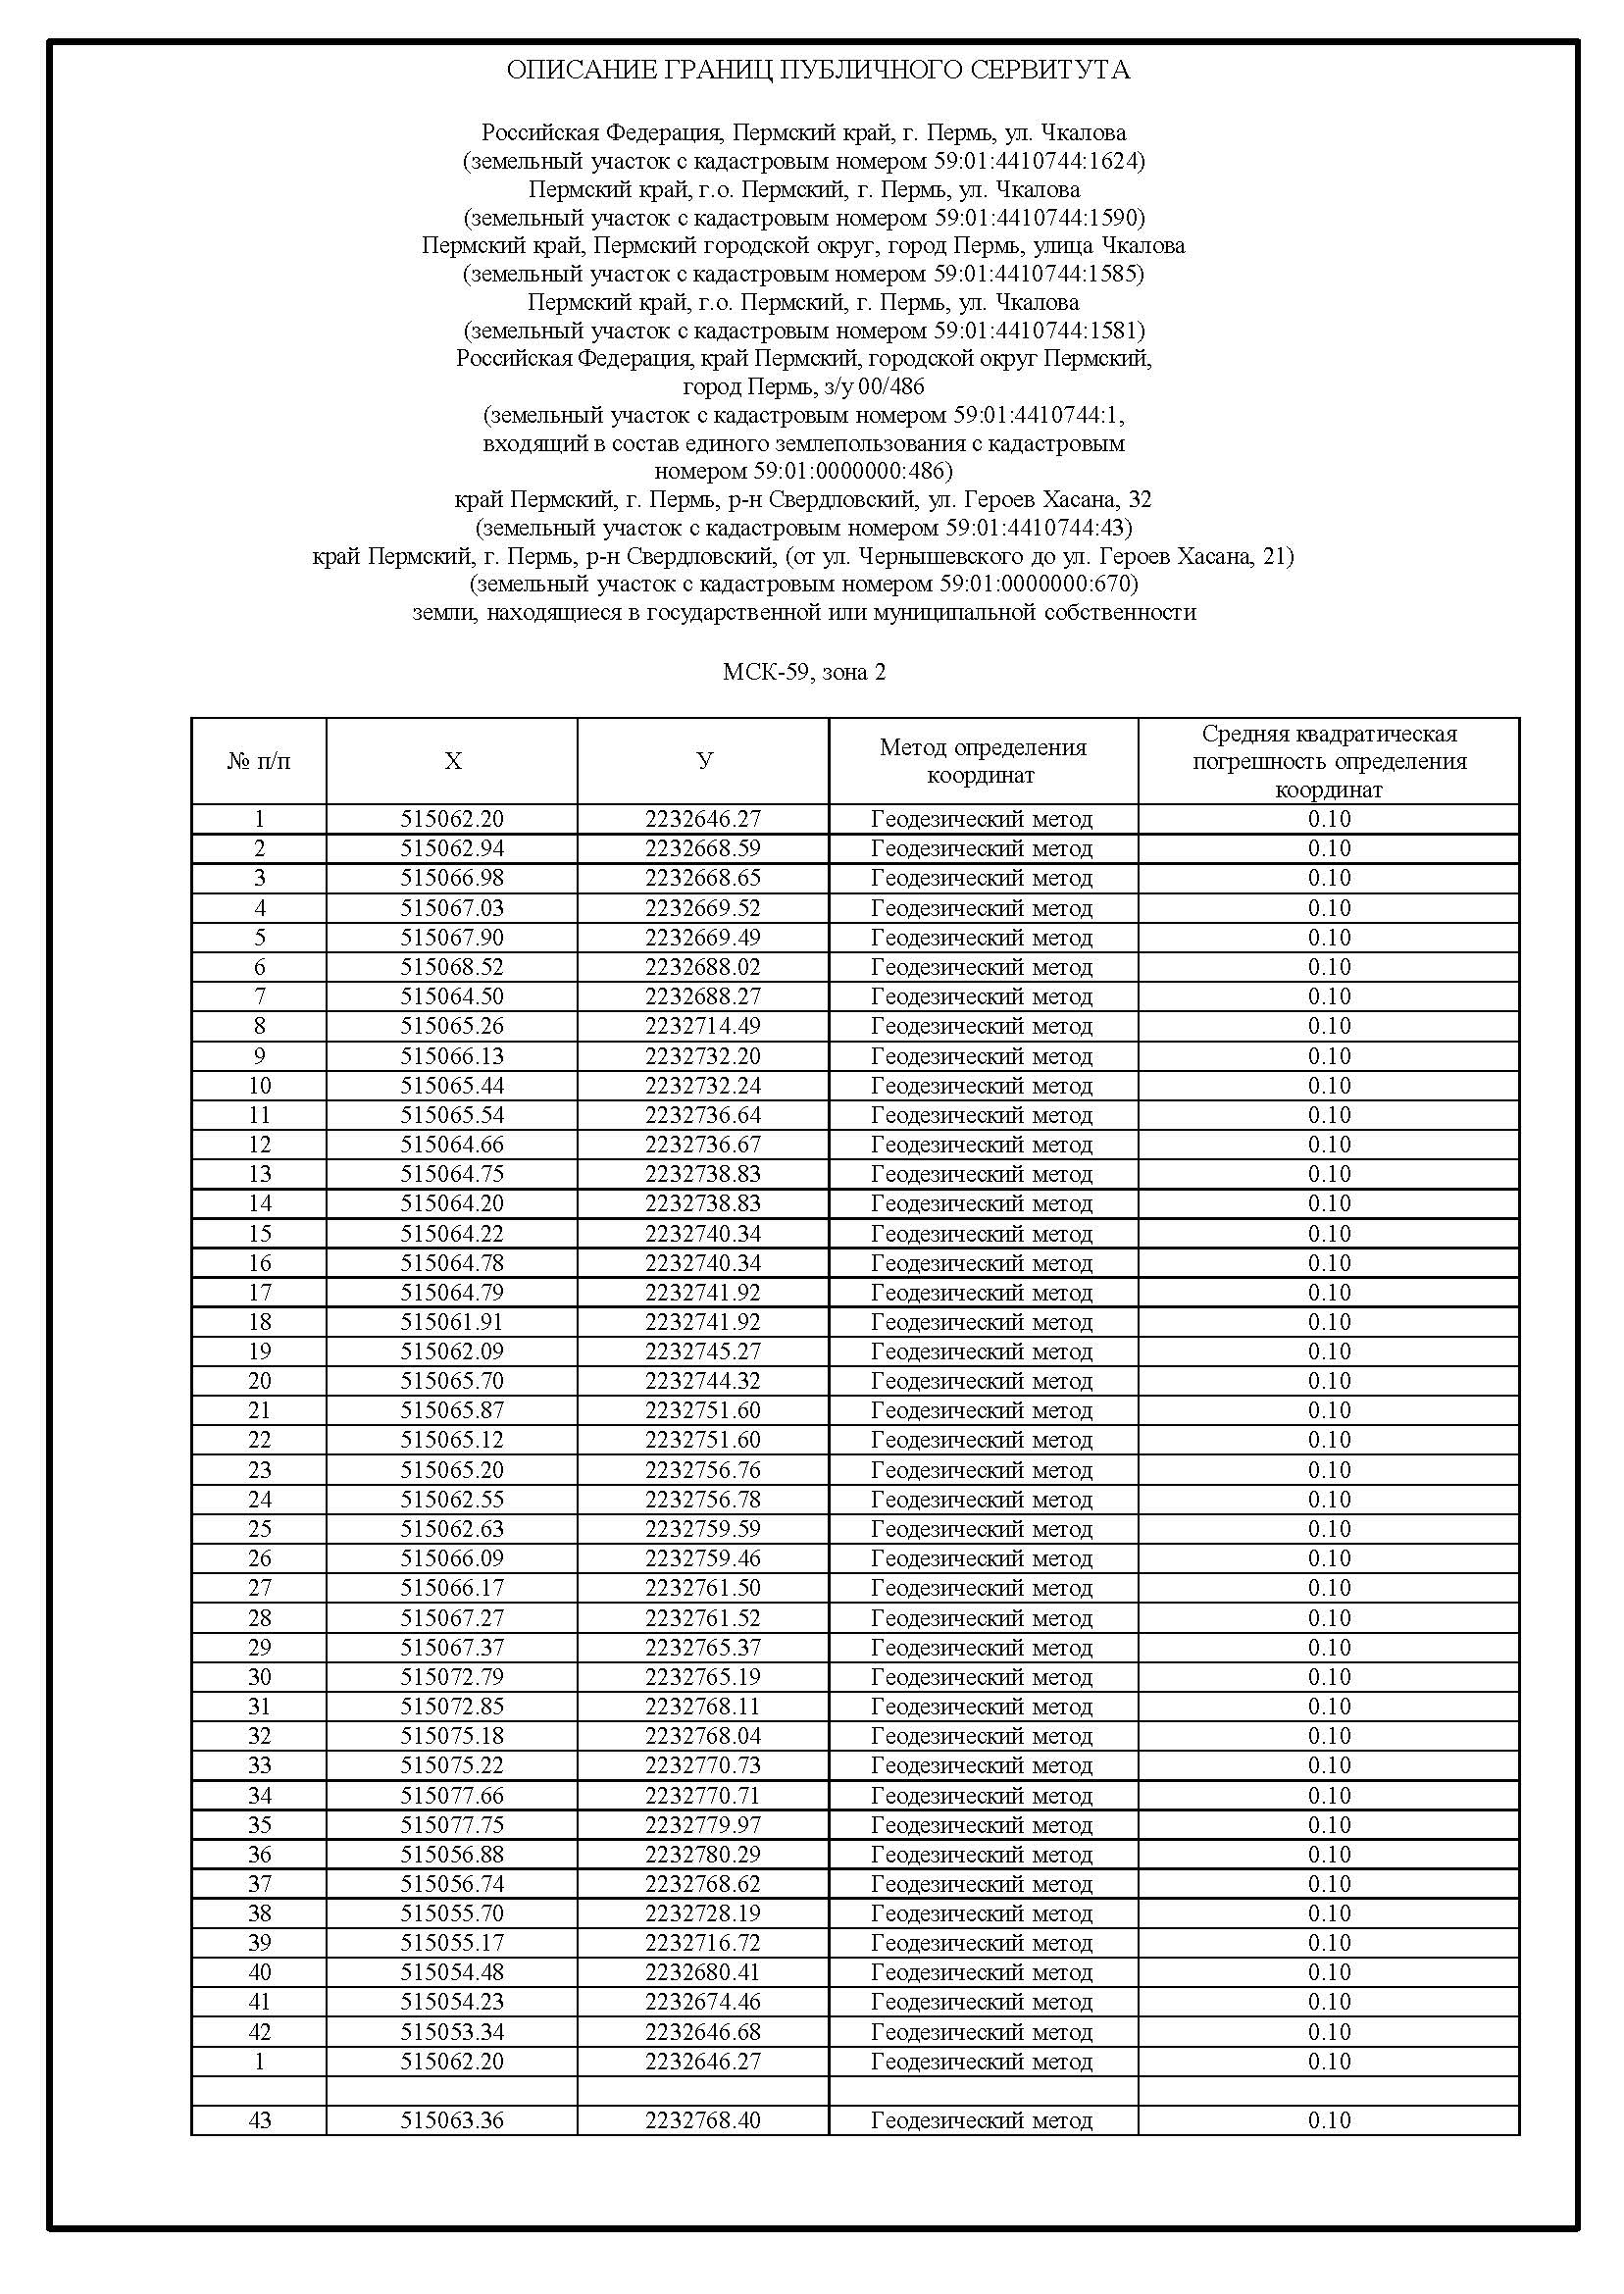 ОПИСАНИЕ ГРАНИЦ ПУБЛИЧНОГО СЕРВИТУТА
Российская Федерация, Пермский край, г. Пермь, ул. Чкалова
(земельный участок с кадастровым номером 59:01:4410744:1624)
Пермский край, г.о. Пермский, г. Пермь, ул. Чкалова
(земельный участок с кадастровым номером 59:01:4410744:1590)
Пермский край, Пермский городской округ, город Пермь, улица Чкалова
(земельный участок с кадастровым номером 59:01:4410744:1585)
Пермский край, г.о. Пермский, г. Пермь, ул. Чкалова
(земельный участок с кадастровым номером 59:01:4410744:1581)
Российская Федерация, край Пермский, городской округ Пермский,
город Пермь, з/у 00/486
(земельный участок с кадастровым номером 59:01:4410744:1,
входящий в состав единого землепользования с кадастровым
номером 59:01:0000000:486)
край Пермский, г. Пермь, р-н Свердловский, ул. Героев Хасана, 32
(земельный участок с кадастровым номером 59:01:4410744:43)
край Пермский, г. Пермь, р-н Свердловский, (от ул. Чернышевского до ул. Героев Хасана, 21)
(земельный участок с кадастровым номером 59:01:0000000:670)
земли, находящиеся в государственной или муниципальной собственности
МСК-59, зона 2
№ п/п X У Метод определения координат Средняя квадратическая погрешность определения координат
1 515062.20 2232646.27 Геодезический метод 0.10
2 515062.94 2232668.59 Геодезический метод 0.10
3 515066.98 2232668.65 Геодезический метод 0.10
4 515067.03 2232669.52 Геодезический метод 0.10
5 515067.90 2232669.49 Геодезический метод 0.10
6 515068.52 2232688.02 Геодезический метод 0.10
7 515064.50 2232688.27 Геодезический метод 0.10
8 515065.26 2232714.49 Геодезический метод 0.10
9 515066.13 2232732.20 Геодезический метод 0.10
10 515065.44 2232732.24 Геодезический метод 0.10
11 515065.54 2232736.64 Геодезический метод 0.10
12 515064.66 2232736.67 Геодезический метод 0.10
13 515064.75 2232738.83 Геодезический метод 0.10
14 515064.20 2232738.83 Геодезический метод 0.10
15 515064.22 2232740.34 Геодезический метод 0.10
16 515064.78 2232740.34 Геодезический метод 0.10
17 515064.79 2232741.92 Геодезический метод 0.10
18 515061.91 2232741.92 Геодезический метод 0.10
19 515062.09 2232745.27 Геодезический метод 0.10
20 515065.70 2232744.32 Геодезический метод 0.10
21 515065.87 2232751.60 Геодезический метод 0.10
22 515065.12 2232751.60 Геодезический метод 0.10
23 515065.20 2232756.76 Геодезический метод 0.10
24 515062.55 2232756.78 Геодезический метод 0.10
25 515062.63 2232759.59 Геодезический метод 0.10
26 515066.09 2232759.46 Геодезический метод 0.10
27 515066.17 2232761.50 Геодезический метод 0.10
28 515067.27 2232761.52 Геодезический метод 0.10
29 515067.37 2232765.37 Геодезический метод 0.10
30 515072.79 2232765.19 Геодезический метод 0.10
31 515072.85 2232768.11 Геодезический метод 0.10
32 515075.18 2232768.04 Геодезический метод 0.10
33 515075.22 2232770.73 Геодезический метод 0.10
34 515077.66 2232770.71 Геодезический метод 0.10
35 515077.75 2232779.97 Геодезический метод 0.10
36 515056.88 2232780.29 Геодезический метод 0.10
37 515056.74 2232768.62 Геодезический метод 0.10
38 515055.70 2232728.19 Геодезический метод 0.10
39 515055.17 2232716.72 Геодезический метод 0.10
40 515054.48 2232680.41 Геодезический метод 0.10
41 515054.23 2232674.46 Геодезический метод 0.10
42 515053.34 2232646.68 Геодезический метод 0.10
1 515062.20 2232646.27 Геодезический метод 0.10
43 515063.36 2232768.40 Геодезический метод 0.10